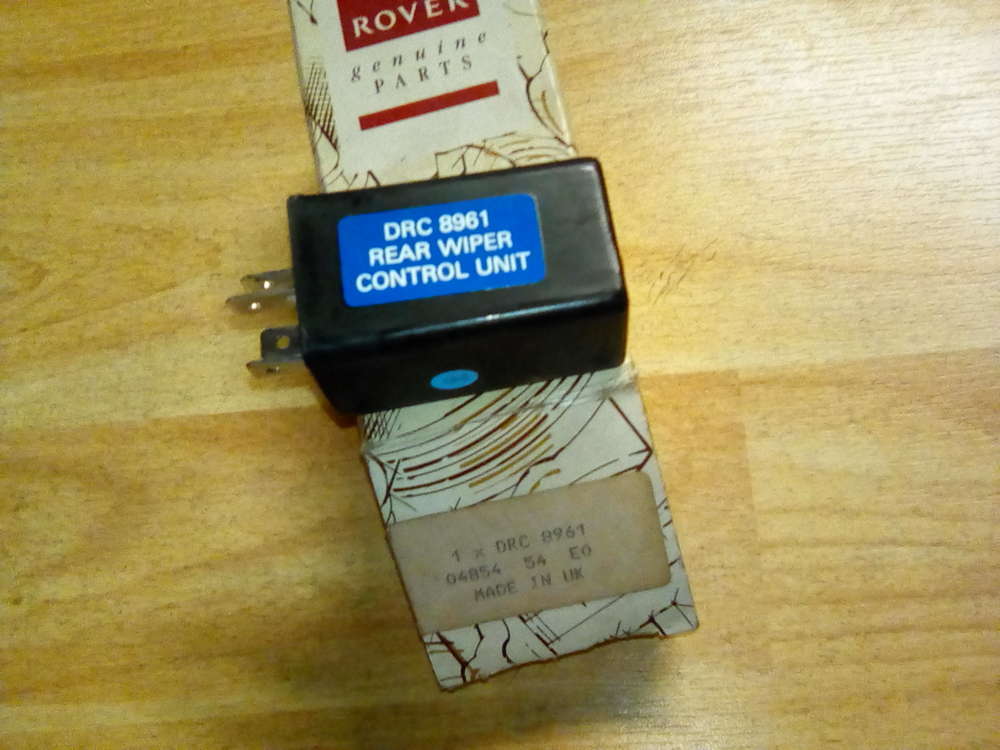 ROVER
genuine
PARTS
DRC 8961
REAR WIPER
CONTROL UNIT
1 x DRC 8961
04854 54 EO
MADE IN UK